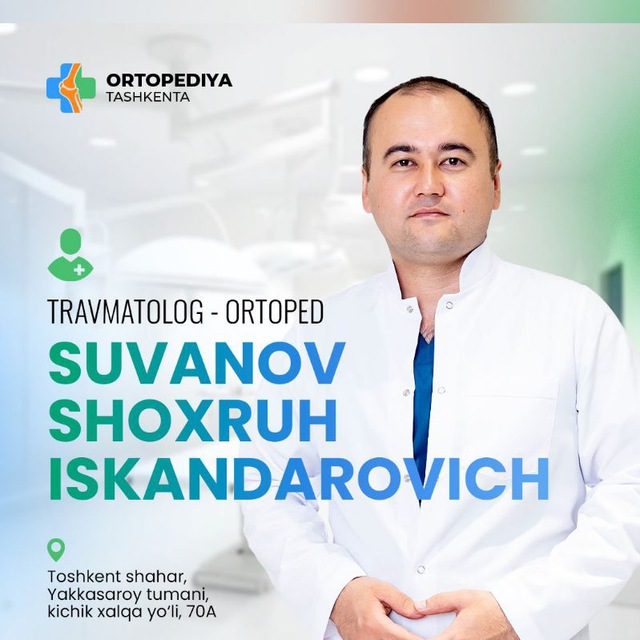 ORTOPEDIYA
TASHKENTA
TRAVMATOLOG - ORTOPED
SUVANOV
SHOXRUH
ISKANDAROVICH
Toshkent shahar,
Yakkasaroy tumani,
kichik xalqa yo‘li, 70A